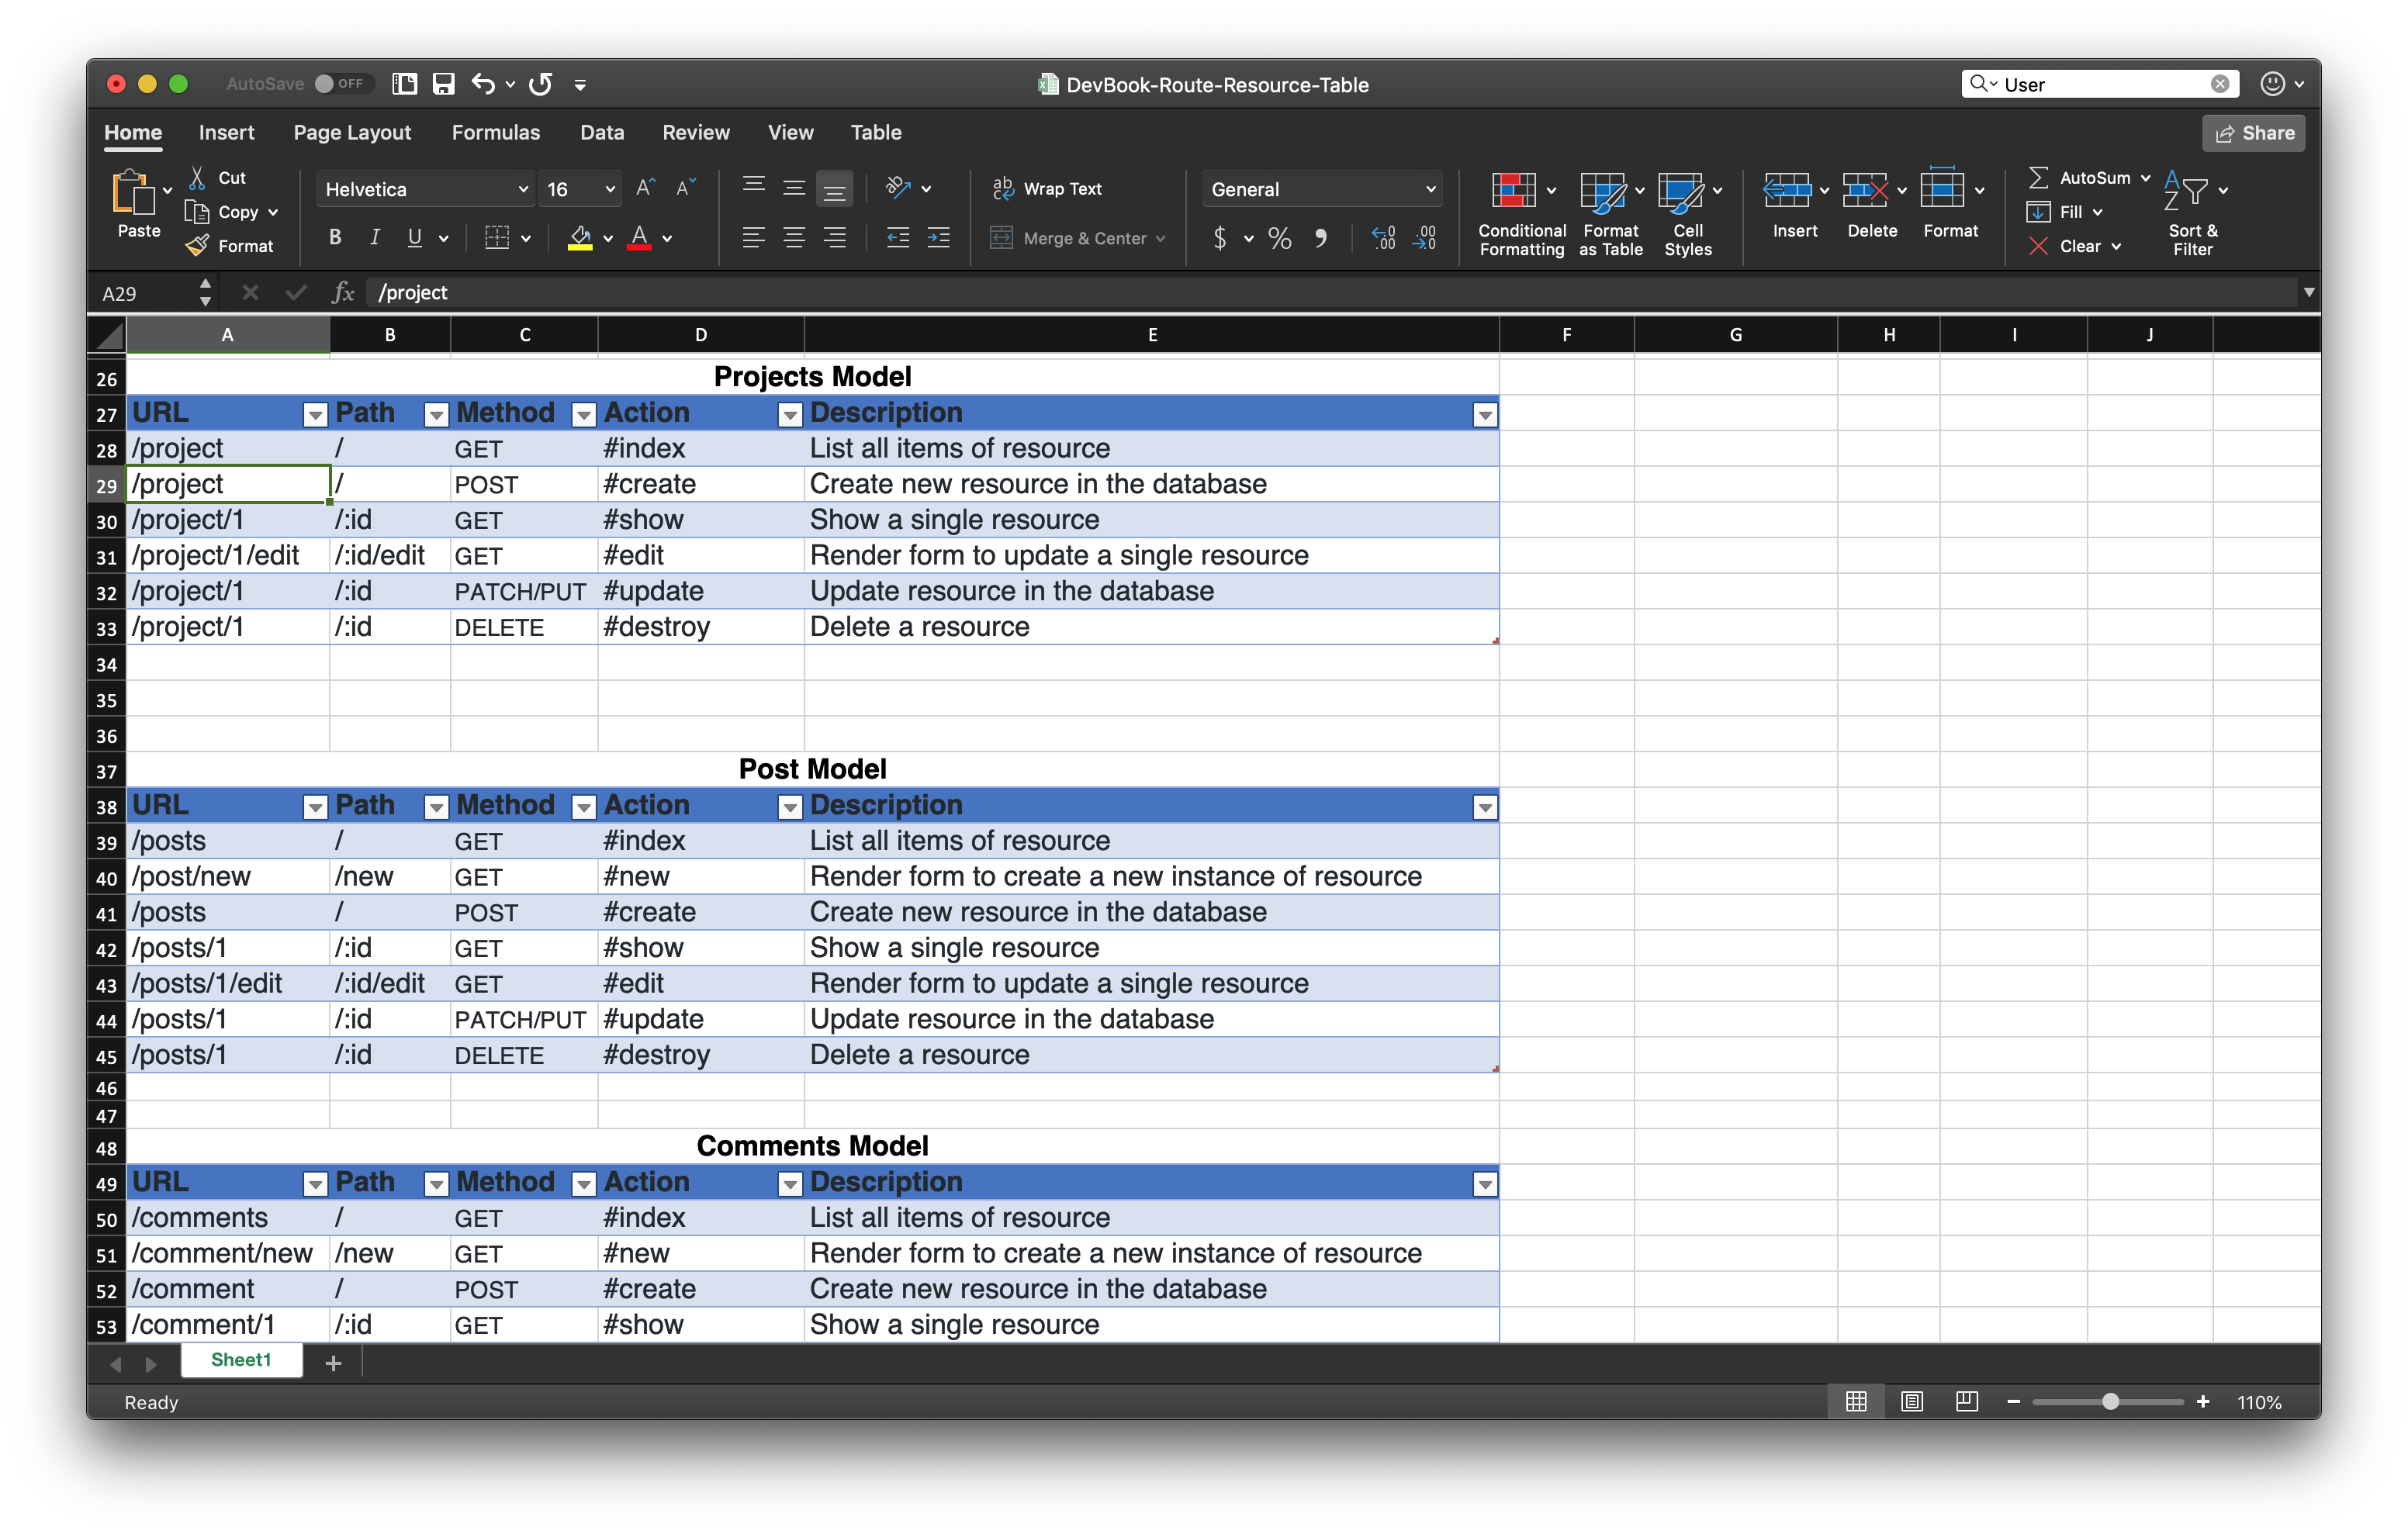 AutoSave OFF DevBook-Route-Resource-Table User
Home Insert Page Layout Formulas Data Review View Table Share
Paste Cut Copy Format
Helvetica 16 A A
B I U A
ab Wrap Text
Merge & Center
General
$ % .00 .0
Conditional Formatting Format as Table Cell Styles
Insert Delete Format
AutoSum Fill Clear
Sort & Filter
A29 fx /project
A B C D E F G H I J
26 Projects Model
27 URL Path Method Action Description
28 /project / GET #index List all items of resource
29 /project / POST #create Create new resource in the database
30 /project/1 /:id GET #show Show a single resource
31 /project/1/edit /:id/edit GET #edit Render form to update a single resource
32 /project/1 /:id PATCH/PUT #update Update resource in the database
33 /project/1 /:id DELETE #destroy Delete a resource
34
35
36
37 Post Model
38 URL Path Method Action Description
39 /posts / GET #index List all items of resource
40 /post/new /new GET #new Render form to create a new instance of resource
41 /posts / POST #create Create new resource in the database
42 /posts/1 /:id GET #show Show a single resource
43 /posts/1/edit /:id/edit GET #edit Render form to update a single resource
44 /posts/1 /:id PATCH/PUT #update Update resource in the database
45 /posts/1 /:id DELETE #destroy Delete a resource
46
47
48 Comments Model
49 URL Path Method Action Description
50 /comments / GET #index List all items of resource
51 /comment/new /new GET #new Render form to create a new instance of resource
52 /comment / POST #create Create new resource in the database
53 /comment/1 /:id GET #show Show a single resource
Sheet1 +
Ready 110%